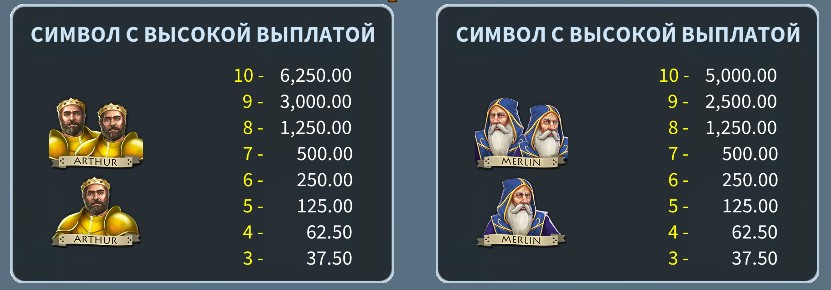 СИМВОЛ С ВЫСОКОЙ ВЫПЛАТОЙ
10 - 6,250.00
9 - 3,000.00
8 - 1,250.00
7 - 500.00
6 - 250.00
5 - 125.00
4 - 62.50
3 - 37.50
ARTHUR
ARTHUR
СИМВОЛ С ВЫСОКОЙ ВЫПЛАТОЙ
10 - 5,000.00
9 - 2,500.00
8 - 1,250.00
7 - 500.00
6 - 250.00
5 - 125.00
4 - 62.50
3 - 37.50
MERLIN
MERLIN